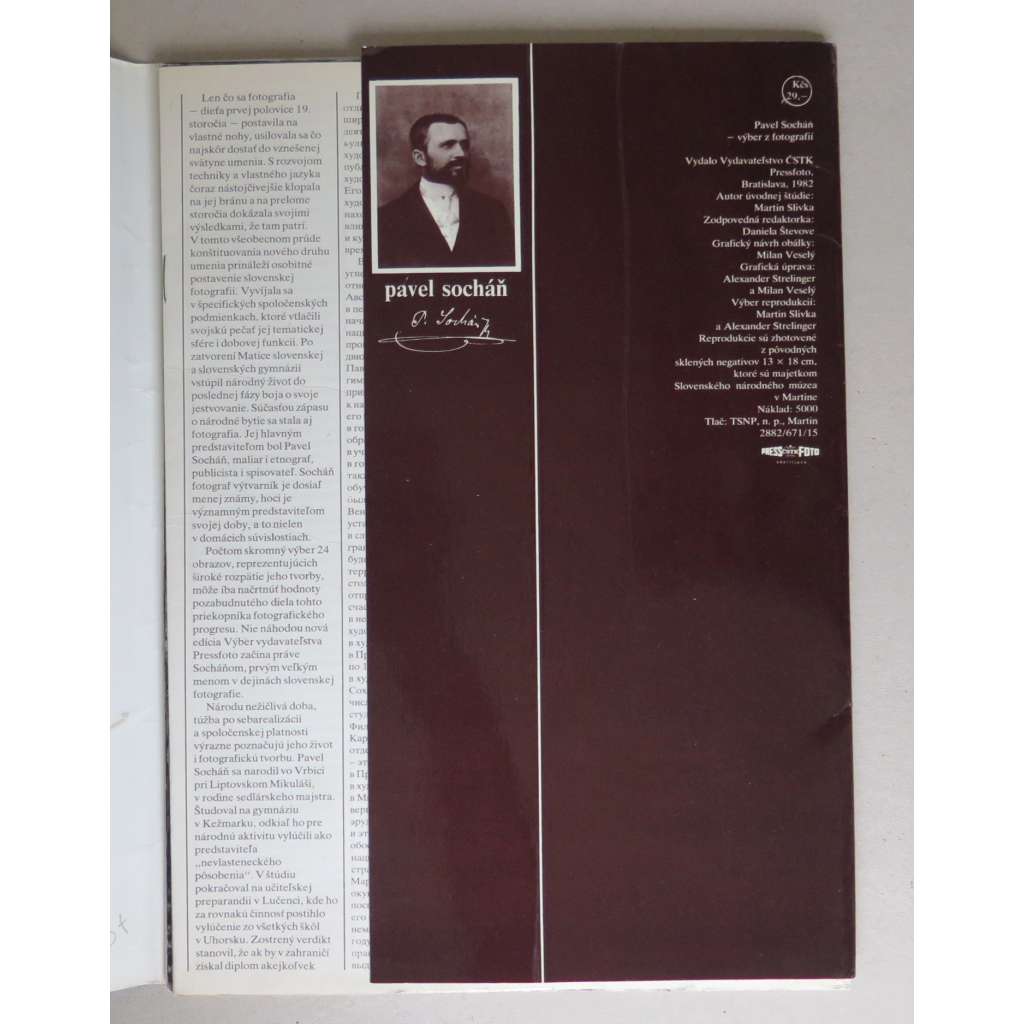 Len čo sa fotografia
— dieťa prvej polovice 19.
storočia — postavila na
vlastné nohy, usilovala sa čo
najskôr dostať do vznešenej
svätyne umenia. S rozvojom
techniky a vlastného jazyka
čoraz nástojčivejšie klopala
na jej bránu a na prelome
storočia dokázala svojimi
výsledkami, že tam patrí.
V tomto všeobecnom prúde
konštituovania nového druhu
umenia prináleží osobitné
postavenie slovenskej
fotografii. Vyvíjala sa
v špecifických spoločenských
podmienkach, ktoré vtlačili
svojskú pečať jej tematickej
sfére i dobovej funkcii. Po
zatvorení Matice slovenskej
a slovenských gymnázií
vstúpil národný život do
poslednej fázy boja o svoje
jestvovanie. Súčasťou zápasu
o národné bytie sa stala aj
fotografia. Jej hlavným
predstaviteľom bol Pavel
Socháň, maliar i etnograf,
publicista i spisovateľ. Socháň
fotograf výtvarník je dosiaľ
menej známy, hoci je
významným predstaviteľom
svojej doby, a to nielen
v domácich súvislostiach.
Počtom skromný výber 24
obrazov, reprezentujúcich
široké rozpätie jeho tvorby,
môže iba načrtnúť hodnoty
pozabudnutého diela tohto
priekopníka fotografického
progresu. Nie náhodou nová
edícia Výber vydavateľstva
Pressfoto začína práve
Socháňom, prvým veľkým
menom v dejinách slovenskej
fotografie.
Národu nežičlivá doba,
túžba po sebarealizácii
a spoločenskej platnosti
výrazne poznačujú jeho život
i fotografickú tvorbu. Pavel
Socháň sa narodil vo Vrbici
pri Liptovskom Mikuláši,
v rodine sedlárskeho majstra.
Študoval na gymnáziu
v Kežmarku, odkiaľ ho pre
národnú aktivitu vylúčili ako
predstaviteľa
„nevlasteneckého
pôsobenia". V štúdiu
pokračoval na učiteľskej
preparandii v Lučenci, kde ho
za rovnakú činnosť postihlo
vylúčenie zo všetkých škôl
v Uhorsku. Zostrený verdikt
stanovil, že ak by v zahraničí
získal diplom akejkoľvek
pavel socháň
P. Socháň
Kčs
29,—
Pavel Socháň
– výber z fotografií
Vydalo Vydavateľstvo ČSTK
Pressfoto,
Bratislava, 1982
Autor úvodnej štúdie:
Martin Slivka
Zodpovedná redaktorka:
Daniela Števove
Grafický návrh obálky:
Milan Veselý
Grafická úprava:
Alexander Strelinger
a Milan Veselý
Výber reprodukcií:
Martin Slivka
a Alexander Strelinger
Reprodukcie sú zhotovené
z pôvodných
sklených negatívov 13 × 18 cm,
ktoré sú majetkom
Slovenského národného múzea
v Martine
Náklad: 5000
Tlač: TSNP, n. p., Martin
2882/671/15
PRESS ČSTK FOTO
BRATISLAVA